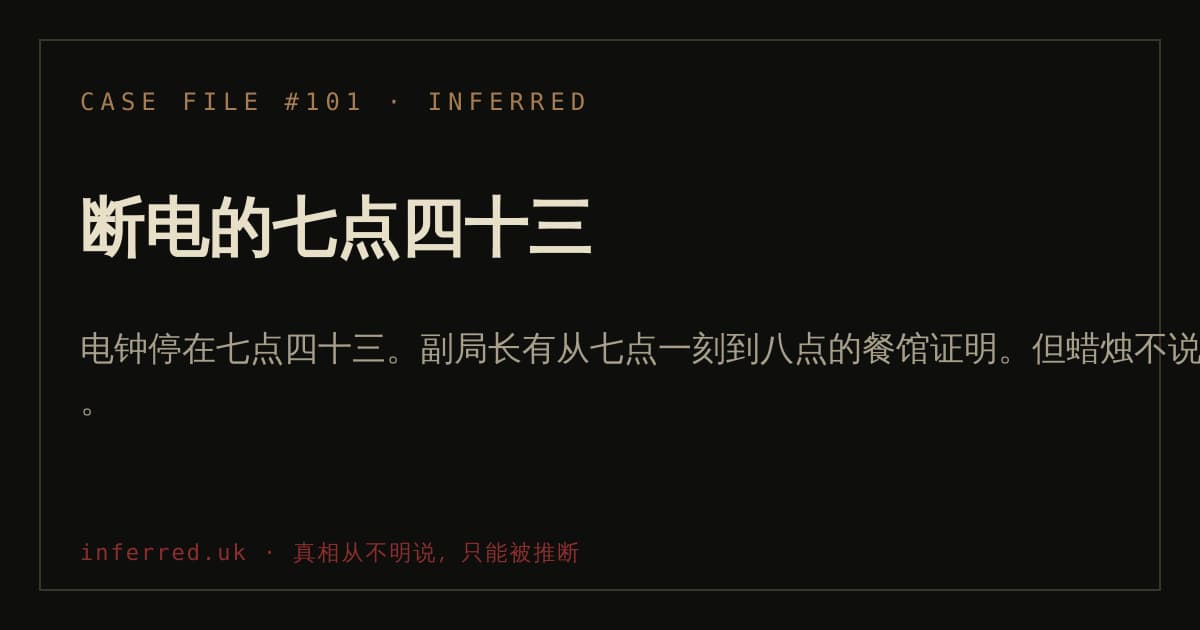 CASE FILE #101 · INFERRED
断电的七点四十三
电钟停在七点四十三。副局长有从七点一刻到八点的餐馆证明。但蜡烛不说
。
inferred.uk · 真相从不明说，只能被推断